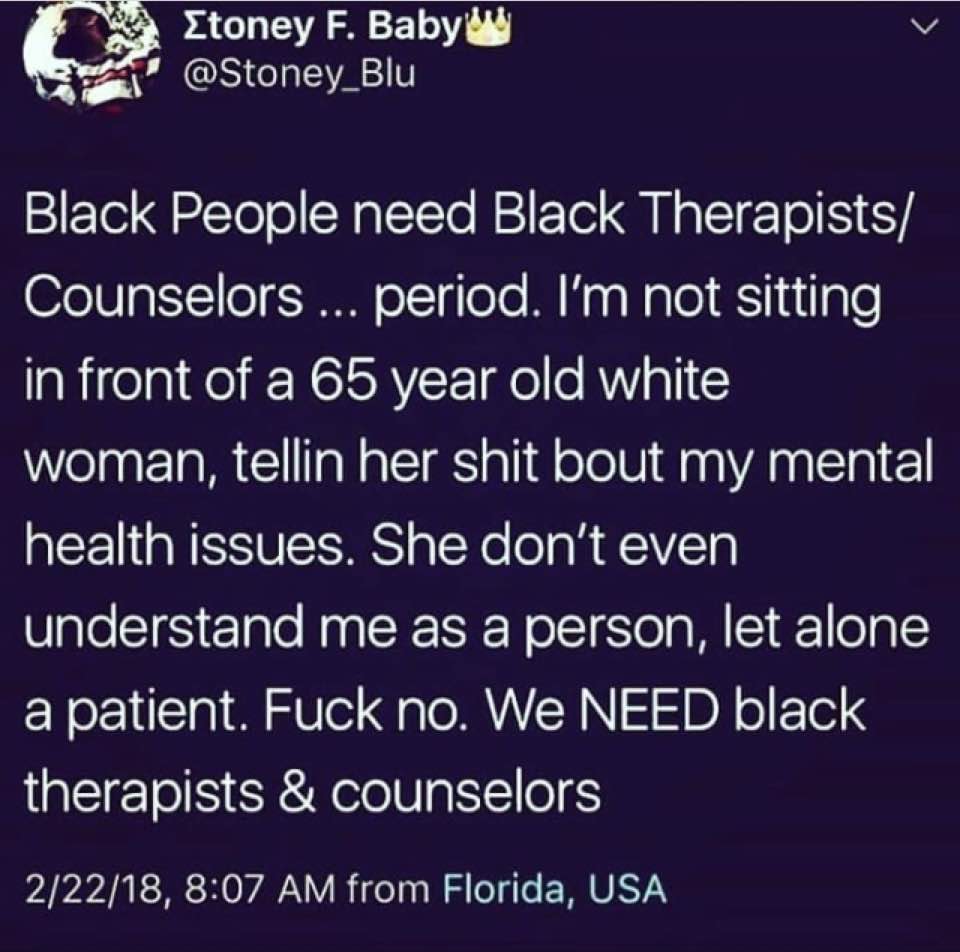 Σtoney F. Baby👑
@Stoney_Blu
Black People need Black Therapists/
Counselors ... period. I'm not sitting
in front of a 65 year old white
woman, tellin her shit bout my mental
health issues. She don't even
understand me as a person, let alone
a patient. Fuck no. We NEED black
therapists & counselors
2/22/18, 8:07 AM from Florida, USA